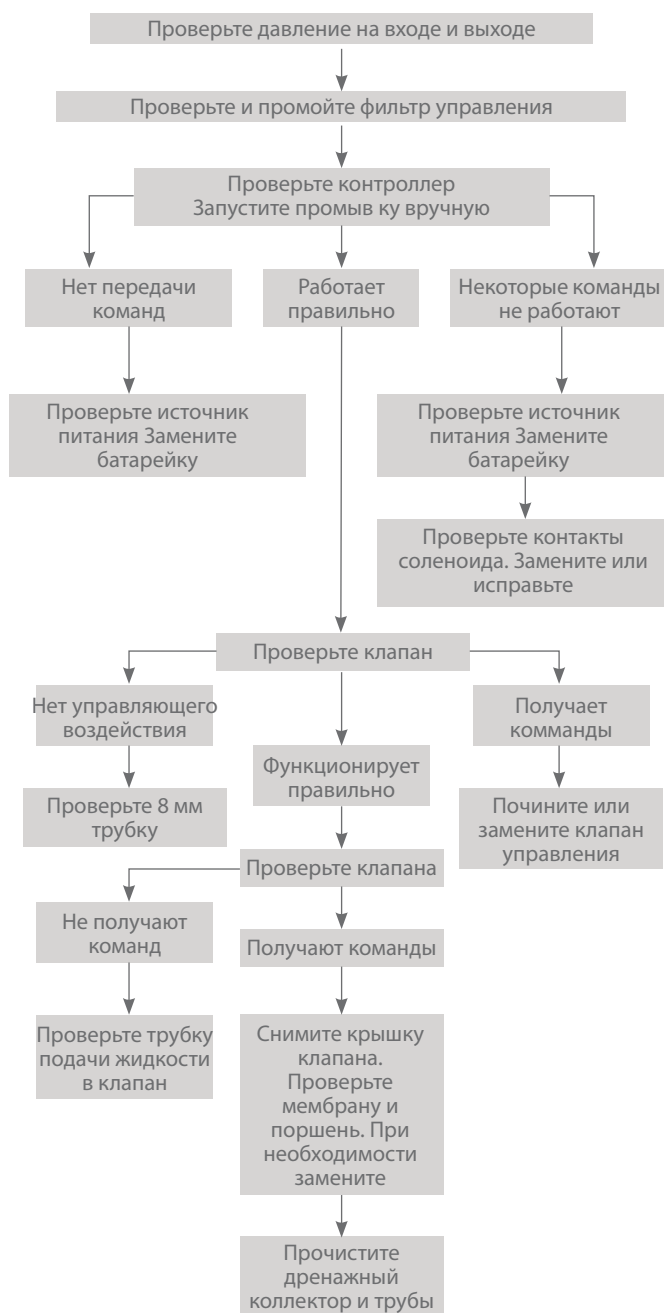 Проверьте давление на входе и выходе
Проверьте и промойте фильтр управления
Проверьте контроллер
Запустите промыв ку вручную
Нет передачи
команд
Работает
правильно
Некоторые команды
не работают
Проверьте источник
питания Замените
батарейку
Проверьте источник
питания Замените
батарейку
Проверьте контакты
соленоида. Замените или
исправьте
Проверьте клапан
Нет управляющего
воздействия
Функционирует
правильно
Получает
комманды
Проверьте 8 мм
трубку
Почините или
замените клапан
управления
Проверьте клапана
Не получают
команд
Получают команды
Проверьте трубку
подачи жидкости
в клапан
Снимите крышку
клапана.
Проверьте
мембрану и
поршень. При
необходимости
замените
Прочистите
дренажный
коллектор и трубы